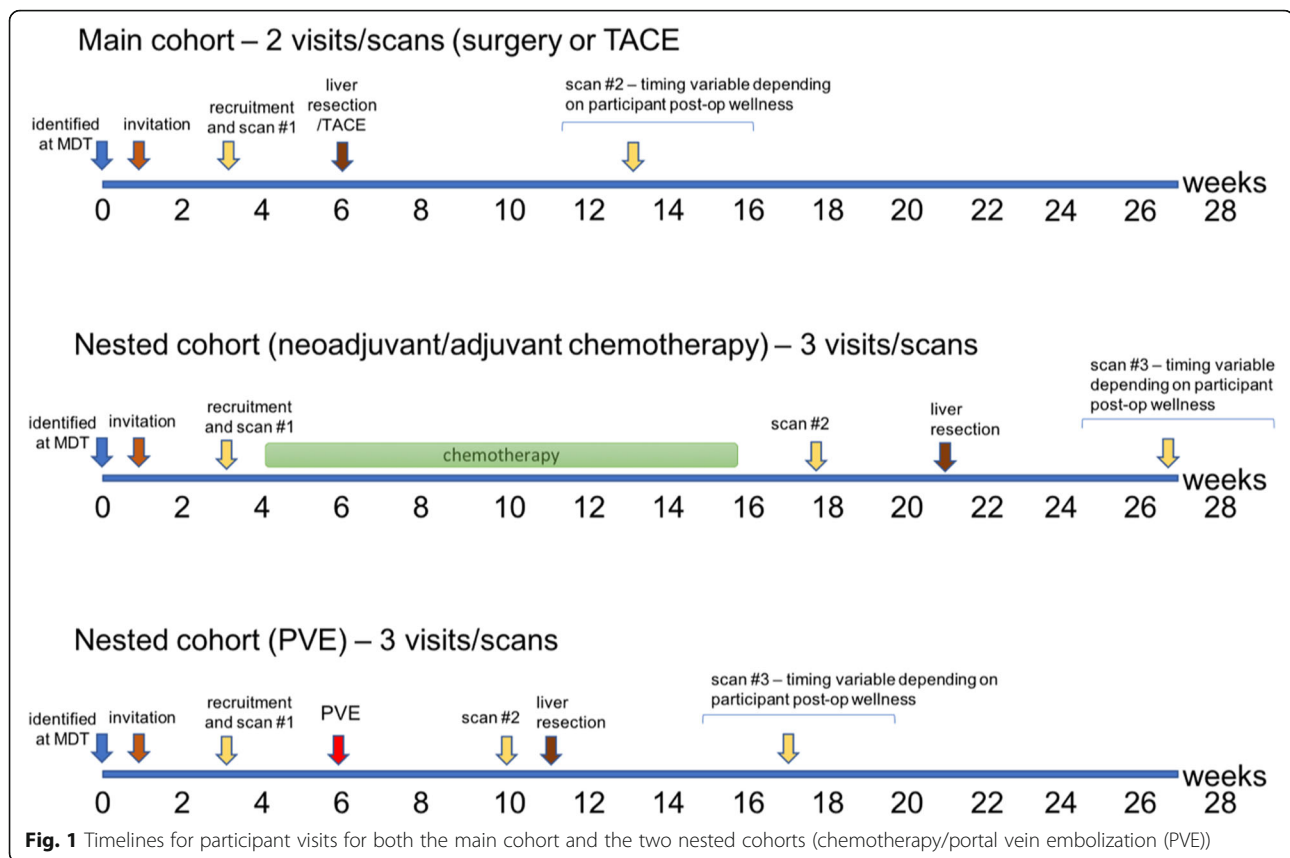 Main cohort – 2 visits/scans (surgery or TACE
identified
at MDT
invitation
recruitment
and scan #1
liver
resection
/TACE
scan #2 – timing variable depending
on participant post-op wellness
weeks
0 2 4 6 8 10 12 14 16 18 20 22 24 26 28
Nested cohort (neoadjuvant/adjuvant chemotherapy) – 3 visits/scans
identified
at MDT
invitation
recruitment
and scan #1
chemotherapy
scan #2
liver
resection
scan #3 – timing variable
depending on participant
post-op wellness
weeks
0 2 4 6 8 10 12 14 16 18 20 22 24 26 28
Nested cohort (PVE) – 3 visits/scans
identified
at MDT
invitation
recruitment
and scan #1
PVE
scan #2
liver
resection
scan #3 – timing variable depending on
participant post-op wellness
weeks
0 2 4 6 8 10 12 14 16 18 20 22 24 26 28
Fig. 1 Timelines for participant visits for both the main cohort and the two nested cohorts (chemotherapy/portal vein embolization (PVE))